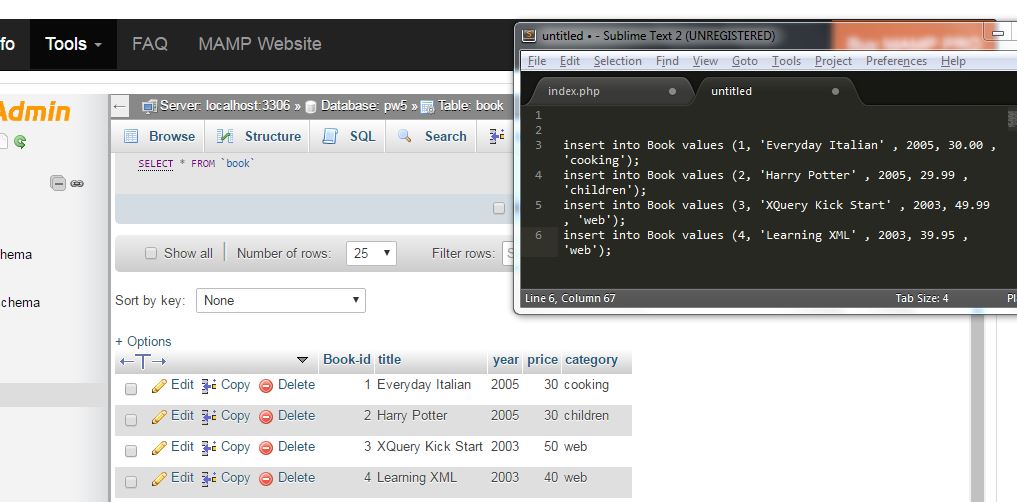 fo Tools FAQ MAMP Website
untitled • - Sublime Text 2 (UNREGISTERED)
File Edit Selection Find View Goto Tools Project Preferences Help
index.php untitled
1
2
3 insert into Book values (1, 'Everyday Italian' , 2005, 30.00 ,
'cooking');
4 insert into Book values (2, 'Harry Potter' , 2005, 29.99 ,
'children');
5 insert into Book values (3, 'XQuery Kick Start' , 2003, 49.99
, 'web');
6 insert into Book values (4, 'Learning XML' , 2003, 39.95 ,
'web');
Line 6, Column 67 Tab Size: 4 Pl
Admin
hema
chema
Server: localhost:3306 » Database: pw5 » Table: book
Browse Structure SQL Search
SELECT * FROM `book`
Show all Number of rows: 25 Filter rows: S
Sort by key: None
+ Options
←T→ Book-id title year price category
Edit Copy Delete 1 Everyday Italian 2005 30 cooking
Edit Copy Delete 2 Harry Potter 2005 30 children
Edit Copy Delete 3 XQuery Kick Start 2003 50 web
Edit Copy Delete 4 Learning XML 2003 40 web